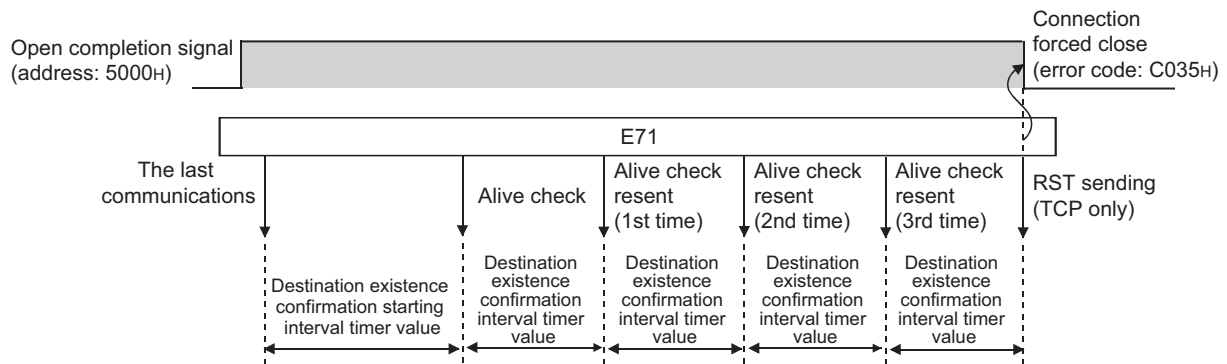 Open completion signal
(address: 5000H)
Connection
forced close
(error code: C035H)
E71
The last
communications
Alive check
Alive check
resent
(1st time)
Alive check
resent
(2nd time)
Alive check
resent
(3rd time)
RST sending
(TCP only)
Destination existence
confirmation starting
interval timer value
Destination
existence
confirmation
interval timer
value
Destination
existence
confirmation
interval timer
value
Destination
existence
confirmation
interval timer
value
Destination
existence
confirmation
interval timer
value